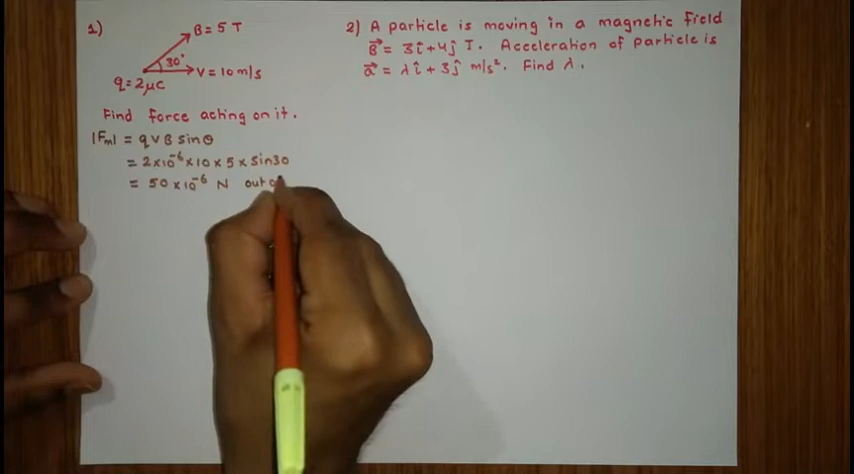 1)
B = 5 T
30°
V = 10 m/s
q = 2μC
Find force acting on it.
|Fm| = qvB sinθ
= 2×10⁻⁶×10×5×sin30
= 50×10⁻⁶ N out
2) A particle is moving in a magnetic field
B⃗ = 3î+4ĵ T. Acceleration of particle is
a⃗ = λî + 3ĵ m/s². Find λ.